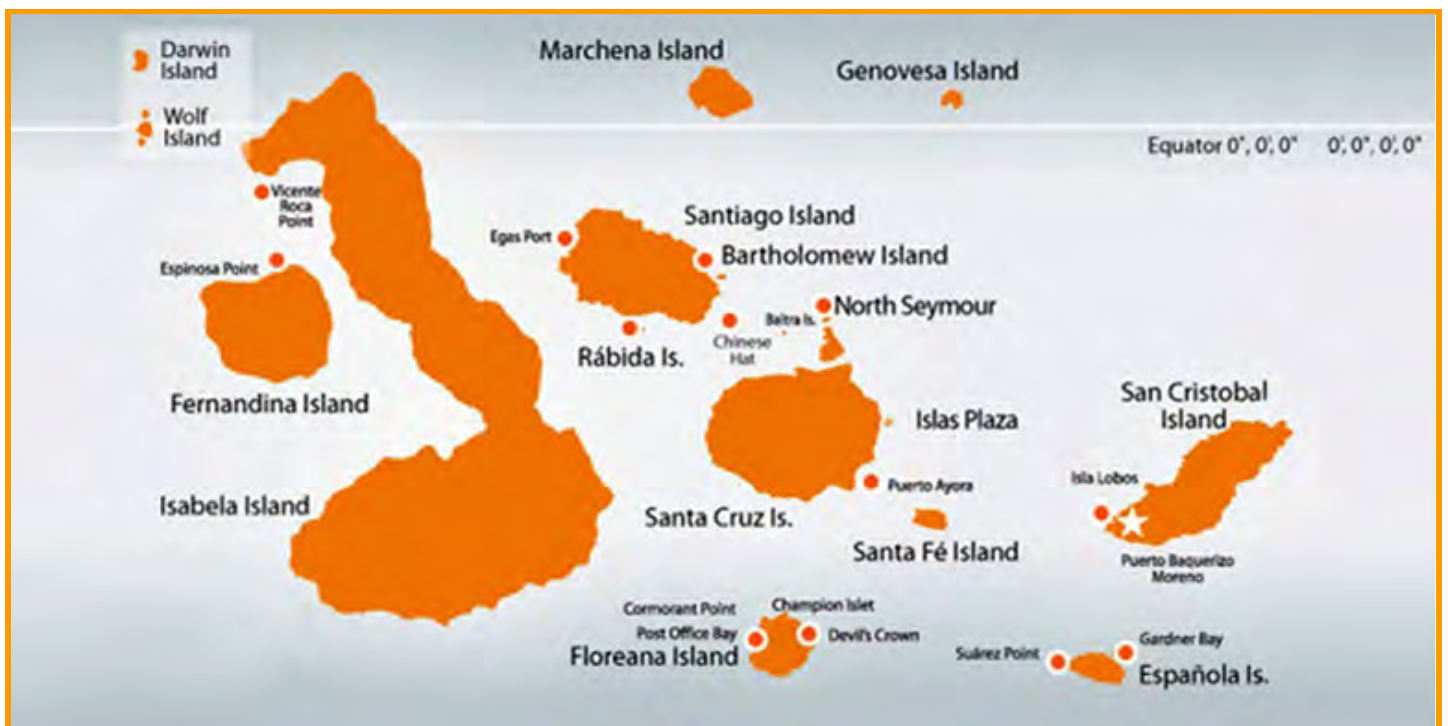 Darwin
Island
Wolf
Island
Marchena Island
Genovesa Island
Equator 0°, 0', 0" 0', 0", 0', 0"
Vicente
Roca
Point
Espinosa Point
Fernandina Island
Isabela Island
Egas Port
Santiago Island
Bartholomew Island
Rábida Is.
Chinese
Hat
Baltra Is.
North Seymour
Islas Plaza
Puerto Ayora
Santa Cruz Is.
Santa Fé Island
San Cristobal
Island
Isla Lobos
Puerto Baquerizo
Moreno
Cormorant Point
Champion Islet
Post Office Bay
Devil's Crown
Floreana Island
Suárez Point
Gardner Bay
Española Is.